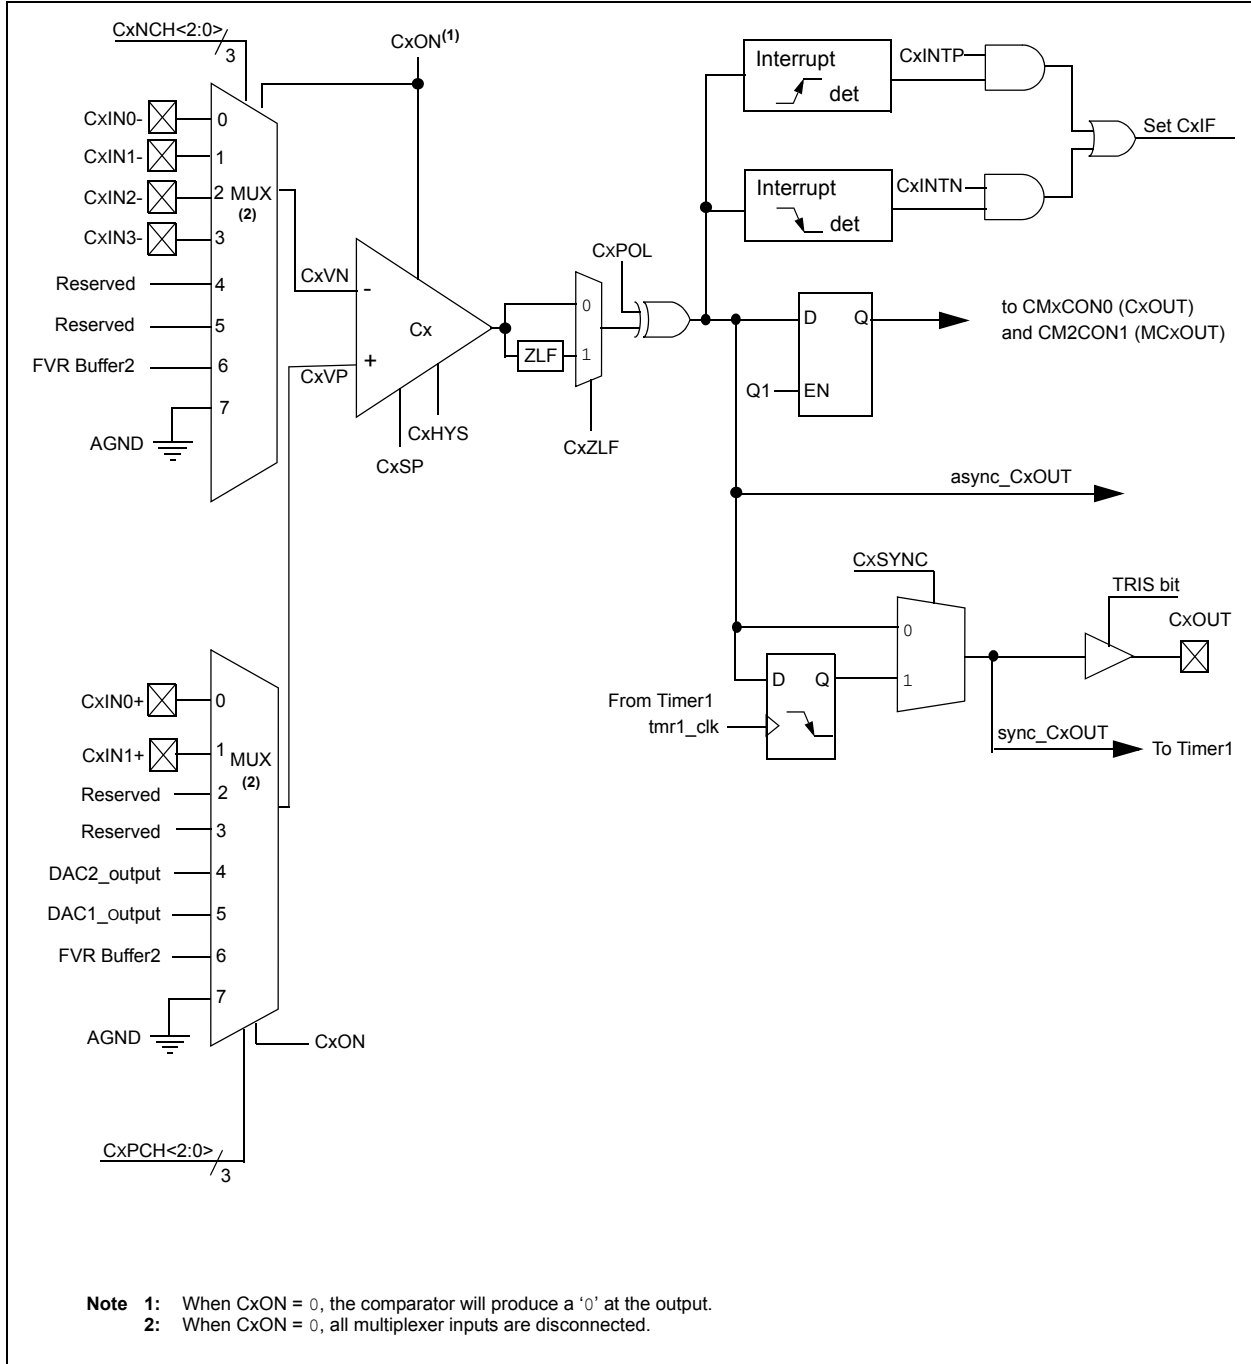 CxNCH<2:0>
3
CxON(1)
CxIN0-
0
CxIN1-
1
CxIN2-
2
MUX
(2)
CxIN3-
3
Reserved
4
Reserved
5
FVR Buffer2
6
7
AGND
CxVN
-
Cx
+
CxVP
CxHYS
CxSP
0
ZLF
1
CxZLF
CxPOL
Interrupt
det
CxINTP
Interrupt
det
CxINTN
Set CxIF
D
Q
Q1
EN
to CMxCON0 (CxOUT)
and CM2CON1 (MCxOUT)
async_CxOUT
CxSYNC
0
1
D
Q
From Timer1
tmr1_clk
TRIS bit
CxOUT
sync_CxOUT
To Timer1
CxIN0+
0
CxIN1+
1
MUX
(2)
Reserved
2
Reserved
3
DAC2_output
4
DAC1_output
5
FVR Buffer2
6
7
AGND
CxON
CxPCH<2:0>
3
Note 1: When CxON = 0, the comparator will produce a '0' at the output.
2: When CxON = 0, all multiplexer inputs are disconnected.